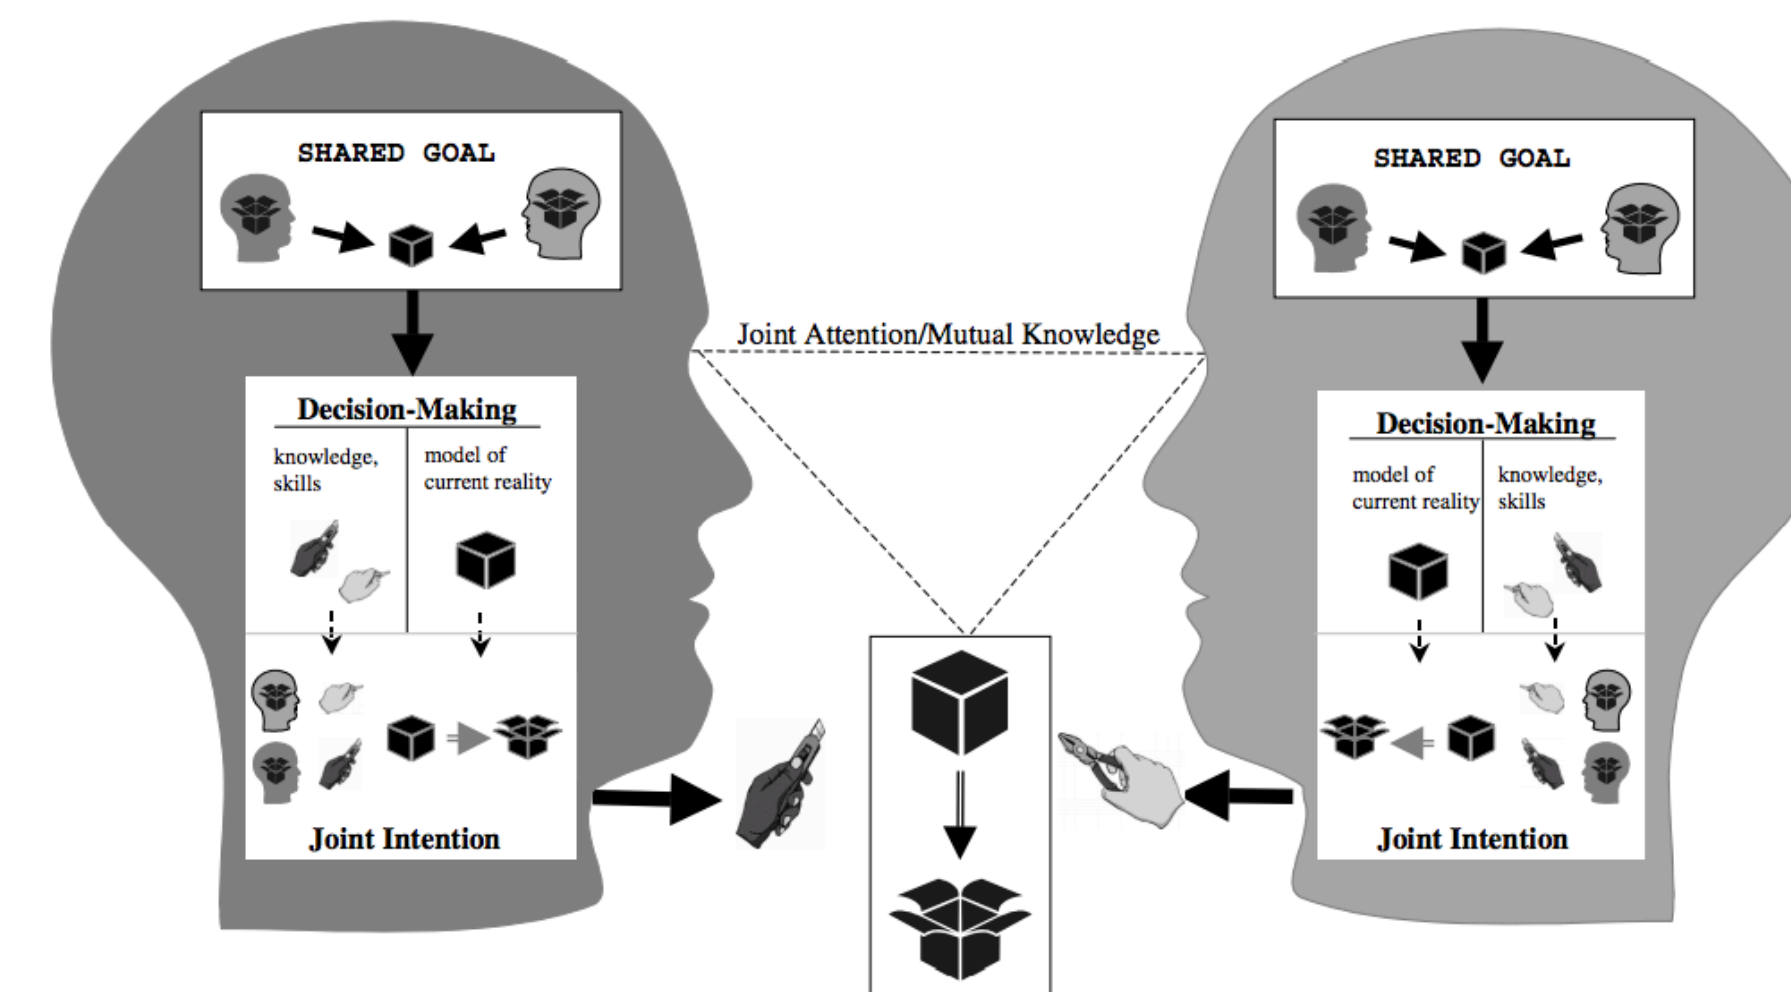 SHARED GOAL
Decision-Making
knowledge,
skills
model of
current reality
Joint Intention
Joint Attention/Mutual Knowledge
SHARED GOAL
Decision-Making
model of
current reality
knowledge,
skills
Joint Intention